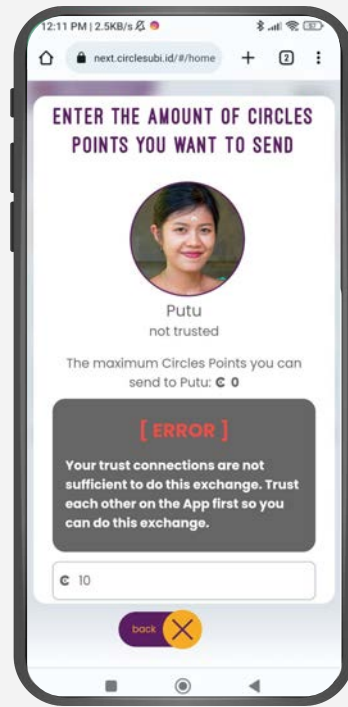 12:11 PM | 2.5KB/s
next.circlesubi.id/#/home
2
ENTER THE AMOUNT OF CIRCLES
POINTS YOU WANT TO SEND
Putu
not trusted
The maximum Circles Points you can
send to Putu: 0
[ ERROR ]
Your trust connections are not
sufficient to do this exchange. Trust
each other on the App first so you
can do this exchange.
10
back